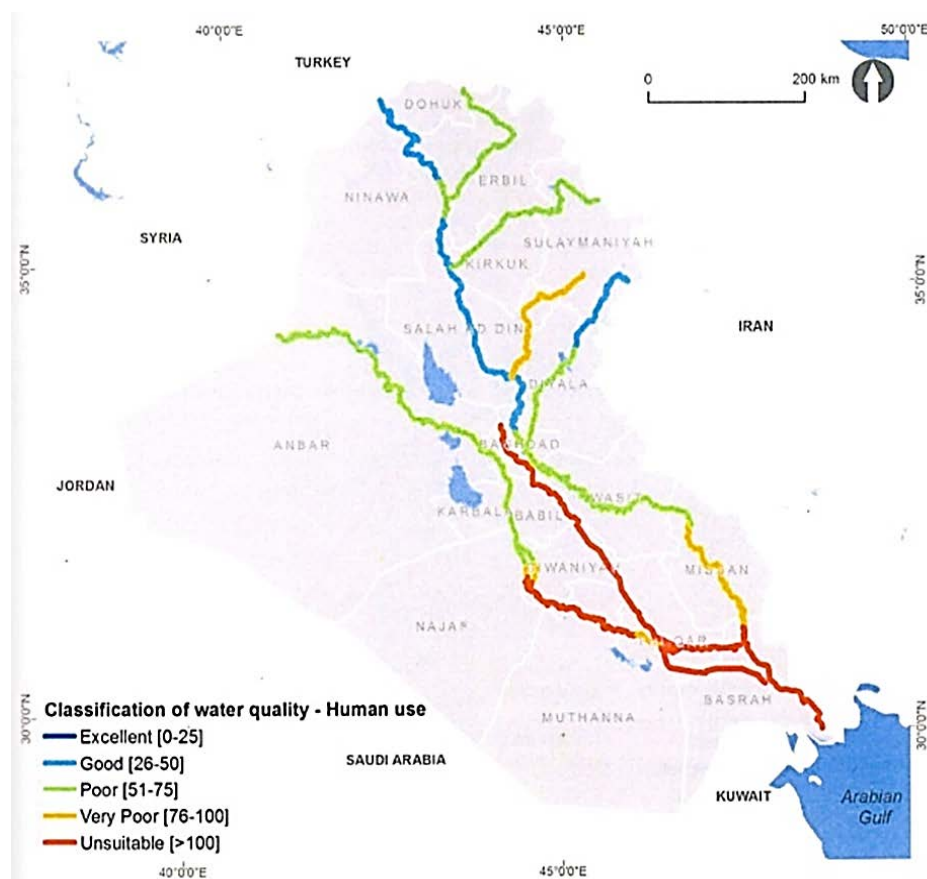 40°0'0"E
45°0'0"E
50°0'0"E
TURKEY
0
200 km
DOHUK
ERBIL
NINAWA
SYRIA
SULAYMANIYAH
KIRKUK
35°0'0"N
35°0'0"N
SALAH AD DIN
IRAN
DIYALA
ANBAR
BAGHDAD
JORDAN
WASIT
KARBALA
BABIL
MISSAN
NAJAF
BASRAH
Classification of water quality - Human use
MUTHANNA
Excellent [0-25]
Good [26-50]
SAUDI ARABIA
Poor [51-75]
KUWAIT
Arabian
Gulf
Very Poor [76-100]
Unsuitable [>100]
30°0'0"N
30°0'0"N
40°0'0"E
45°0'0"E